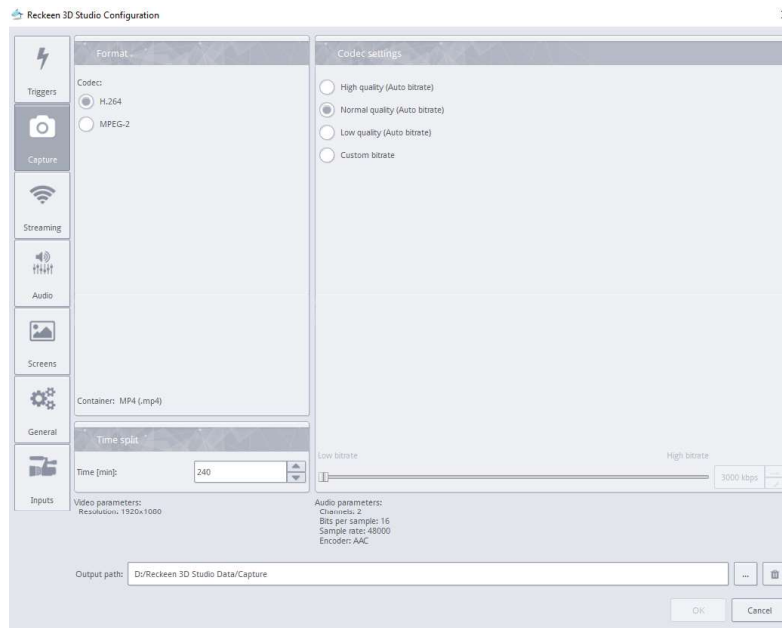 Reckeen 3D Studio Configuration
Triggers
Capture
Streaming
Audio
Screens
General
Inputs
Format
Codec:
H.264
MPEG-2
Container: MP4 (.mp4)
Time split
Time [min]:
240
Codec settings
High quality (Auto bitrate)
Normal quality (Auto bitrate)
Low quality (Auto bitrate)
Custom bitrate
Low bitrate
High bitrate
3000 kbps
Video parameters:
Resolution: 1920x1080
Audio parameters:
Channels: 2
Bits per sample: 16
Sample rate: 48000
Encoder: AAC
Output path:
D:/Reckeen 3D Studio Data/Capture
...
OK
Cancel